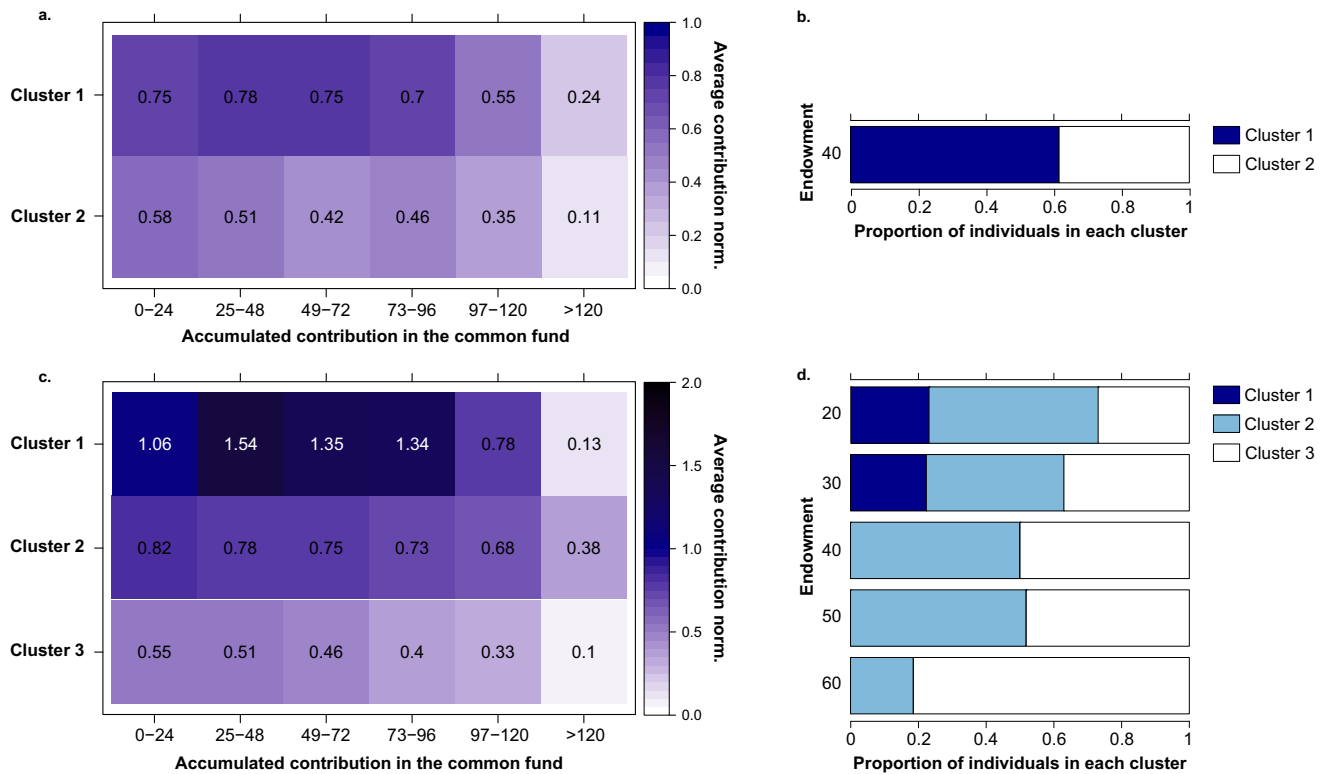 a.
Cluster 1
0.75 0.78 0.75 0.7 0.55 0.24
Cluster 2
0.58 0.51 0.42 0.46 0.35 0.11
0−24 25−48 49−72 73−96 97−120 >120
Accumulated contribution in the common fund
1.0
0.8
0.6
0.4
0.2
0.0
Average contribution norm.
b.
Endowment
40
0 0.2 0.4 0.6 0.8 1
Proportion of individuals in each cluster
Cluster 1
Cluster 2
c.
Cluster 1
1.06 1.54 1.35 1.34 0.78 0.13
Cluster 2
0.82 0.78 0.75 0.73 0.68 0.38
Cluster 3
0.55 0.51 0.46 0.4 0.33 0.1
0−24 25−48 49−72 73−96 97−120 >120
Accumulated contribution in the common fund
2.0
1.5
1.0
0.5
0.0
Average contribution norm.
d.
Endowment
20
30
40
50
60
0 0.2 0.4 0.6 0.8 1
Proportion of individuals in each cluster
Cluster 1
Cluster 2
Cluster 3